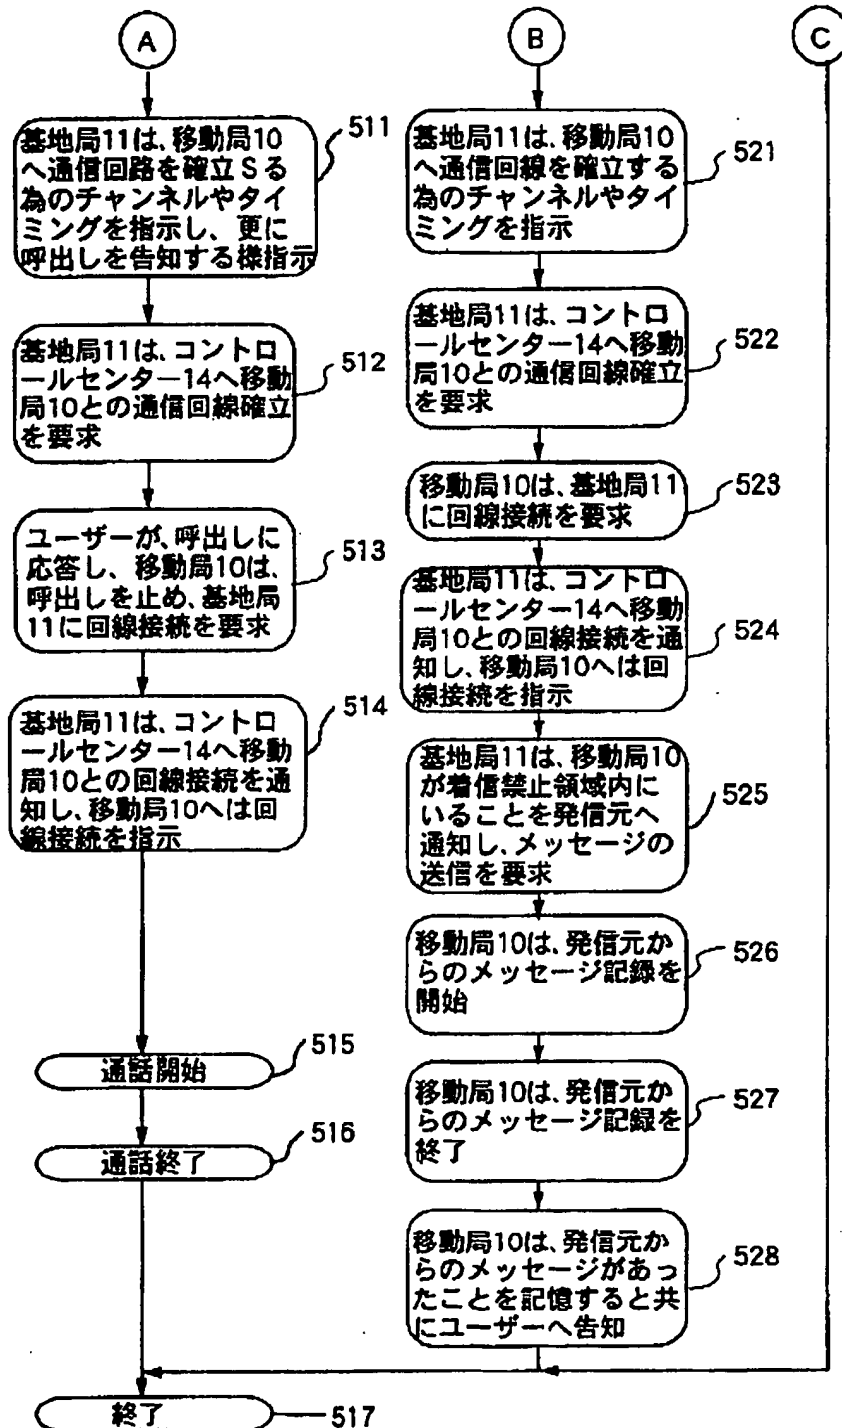 A
基地局11は、移動局10
へ通信回路を確立Sる
為のチャンネルやタイ
ミングを指示し、更に
呼出しを告知する様指示
511
基地局11は、コントロ
ールセンター14へ移動
局10との通信回線確立
を要求
512
ユーザーが、呼出しに
応答し、移動局10は、
呼出しを止め、基地局
11に回線接続を要求
513
基地局11は、コントロ
ールセンター14へ移動
局10との回線接続を通
知し、移動局10へは回
線接続を指示
514
通話開始
515
通話終了
516
B
基地局11は、移動局10
へ通信回線を確立する
為のチャンネルやタイ
ミングを指示
521
基地局11は、コントロ
ールセンター14へ移動
局10との通信回線確立
を要求
522
移動局10は、基地局11
に回線接続を要求
523
基地局11は、コントロ
ールセンター14へ移動
局10との回線接続を通
知し、移動局10へは回
線接続を指示
524
基地局11は、移動局10
が着信禁止領域内に
いることを発信元へ
通知し、メッセージの
送信を要求
525
移動局10は、発信元か
らのメッセージ記録を
開始
526
移動局10は、発信元か
らのメッセージ記録を
終了
527
移動局10は、発信元か
らのメッセージがあっ
たことを記憶すると共
にユーザーへ告知
528
C
終了
517